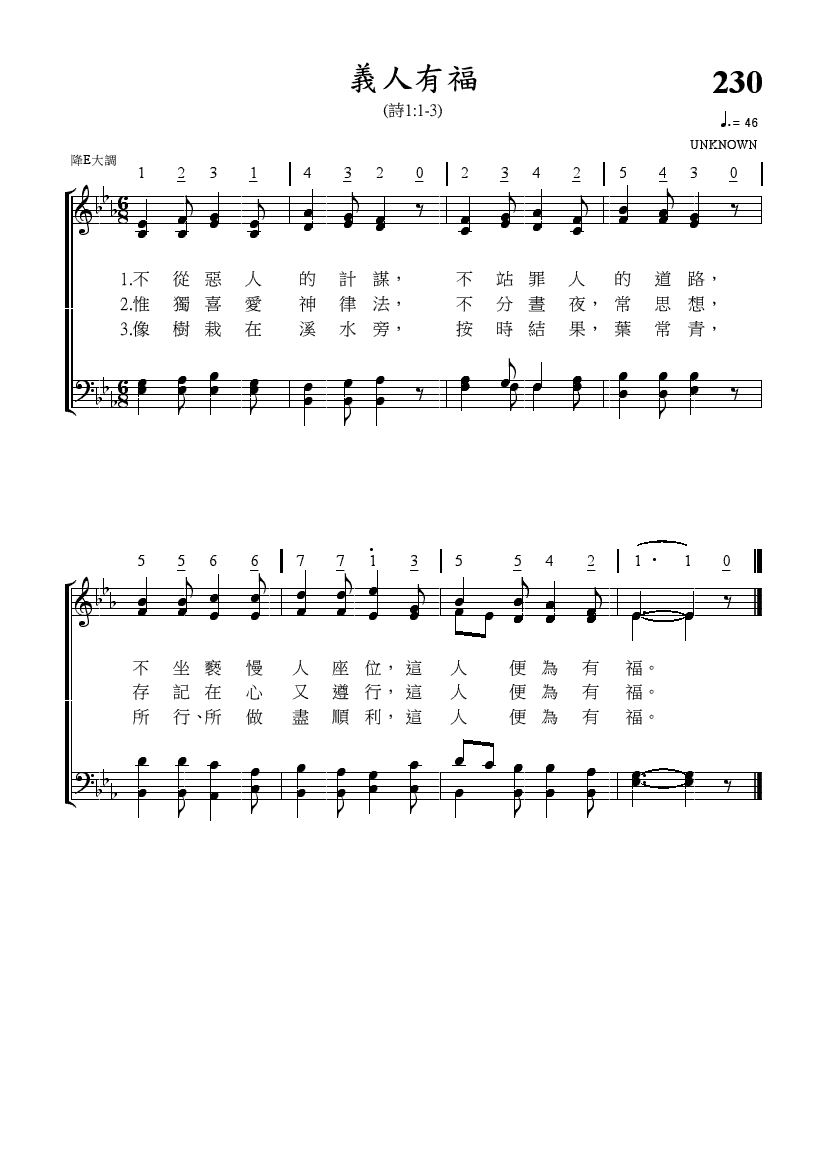 義人有福
230
(詩1:1-3)
♩. = 46
UNKNOWN
降E大調
1 2 3 1 | 4 3 2 0 | 2 3 4 2 | 5 4 3 0 |
6 8
1.不從惡人的計謀，不站罪人的道路，
2.惟獨喜愛神律法，不分晝夜，常思想，
3.像樹栽在溪水旁，按時結果，葉常青，
6 8
5 5 6 6 | 7 7 1 3 | 5 5 4 2 | 1· 1 0
不坐褻慢人座位，這人便為有福。
存記在心又遵行，這人便為有福。
所行、所做盡順利，這人便為有福。